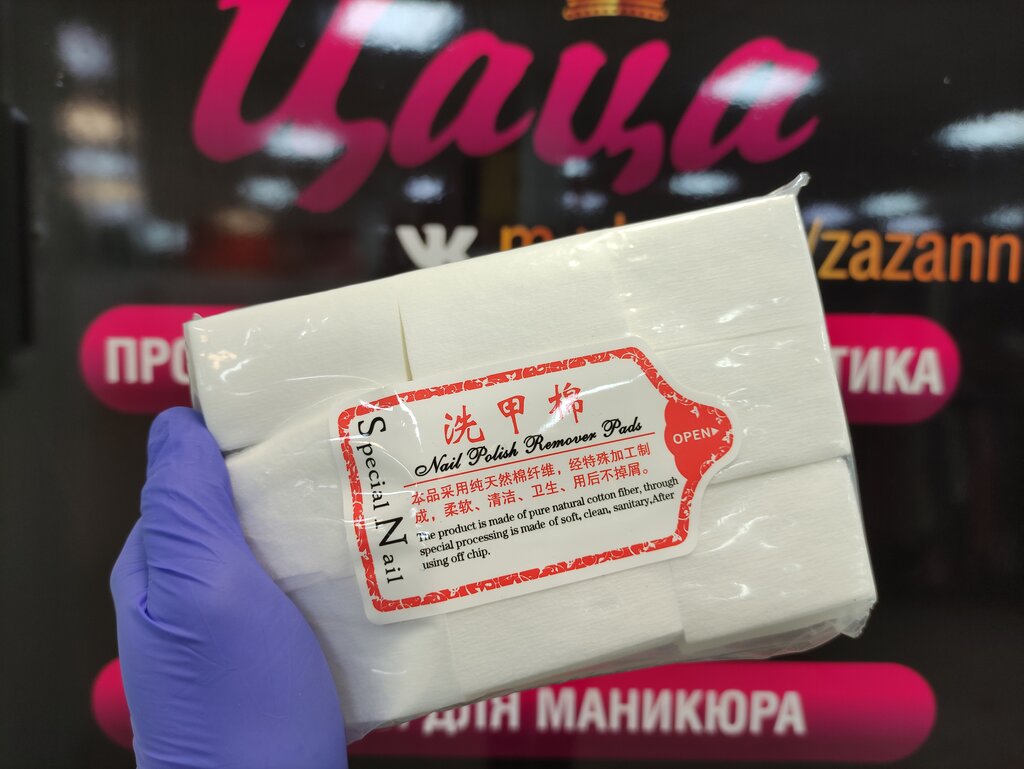 Цаца
/zazann
ПРО
ТИКА
洗甲棉
Nail Polish Remover Pads
本品采用纯天然棉纤维，经特殊加工制
成，柔软、清洁、卫生、用后不掉屑。
The product is made of pure natural cotton fiber, through
special processing is made of soft, clean, sanitary,After
using off chip.
Special Nail
OPEN
ДЛЯ МАНИКЮРА